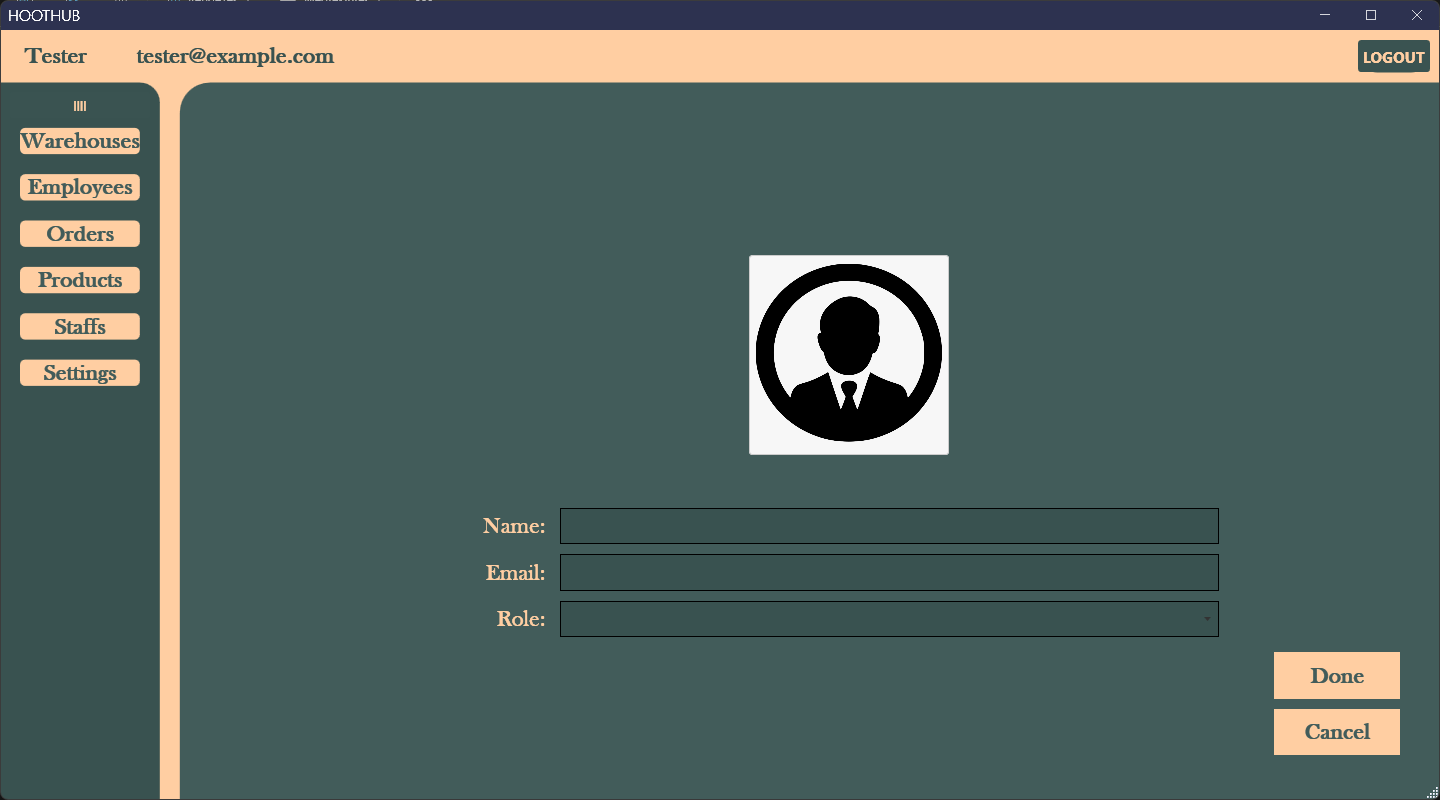 HOOTHUB
Tester tester@example.com LOGOUT
Warehouses
Employees
Orders
Products
Staffs
Settings
Name:
Email:
Role:
Done
Cancel